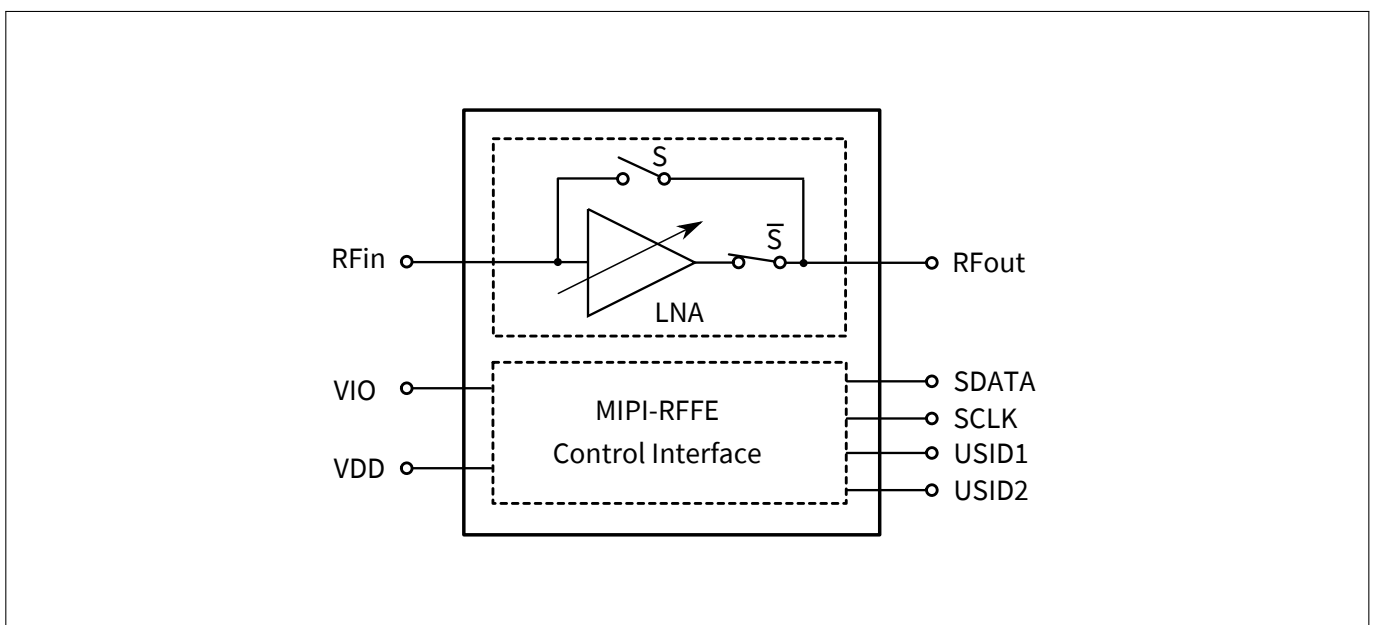 S
RFin
S̅
RFout
LNA
VIO
MIPI-RFFE
Control Interface
VDD
SDATA
SCLK
USID1
USID2